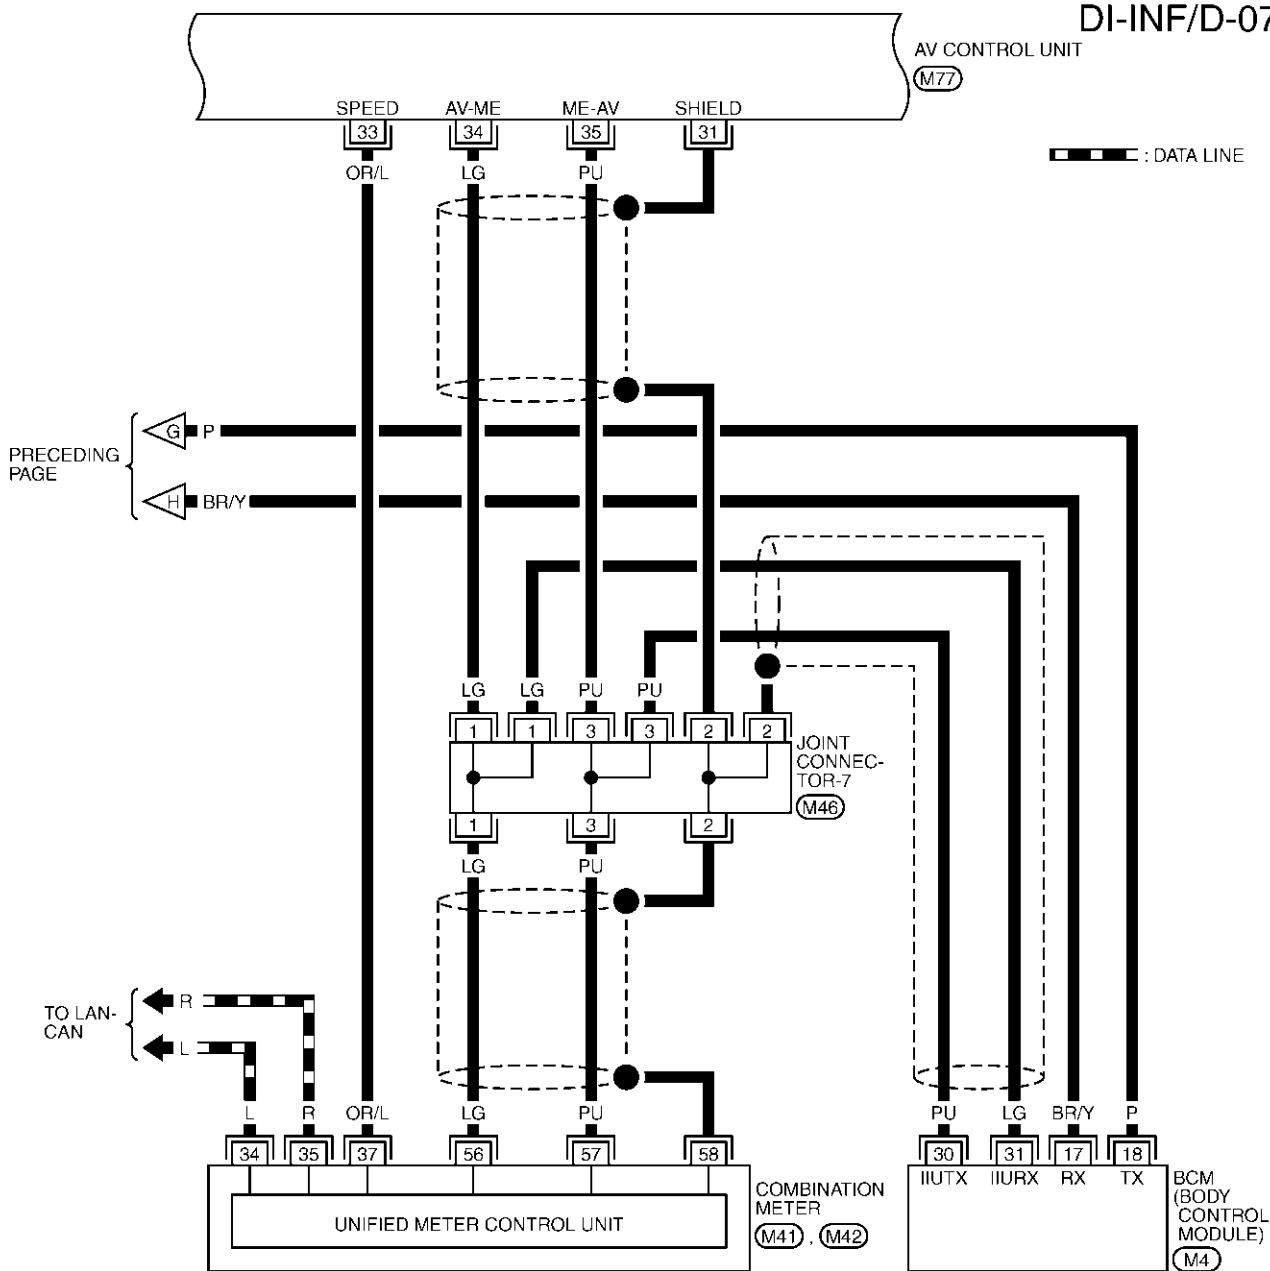 DI-INF/D-07
AV CONTROL UNIT
M77
SPEED AV-ME ME-AV SHIELD
33 34 35 31
: DATA LINE
OR/L LG PU
G P
PRECEDING
PAGE
H BR/Y
LG LG PU PU
1 1 3 3 2 2
JOINT
CONNEC-
TOR-7
M46
1 3 2
LG PU
R
TO LAN-
CAN
L
L R OR/L LG PU
PU LG BR/Y P
34 35 37 56 57 58
30 31 17 18
IIUTX IIURX RX TX
COMBINATION
METER
M41 , M42
UNIFIED METER CONTROL UNIT
BCM
(BODY
CONTROL
MODULE)
M4